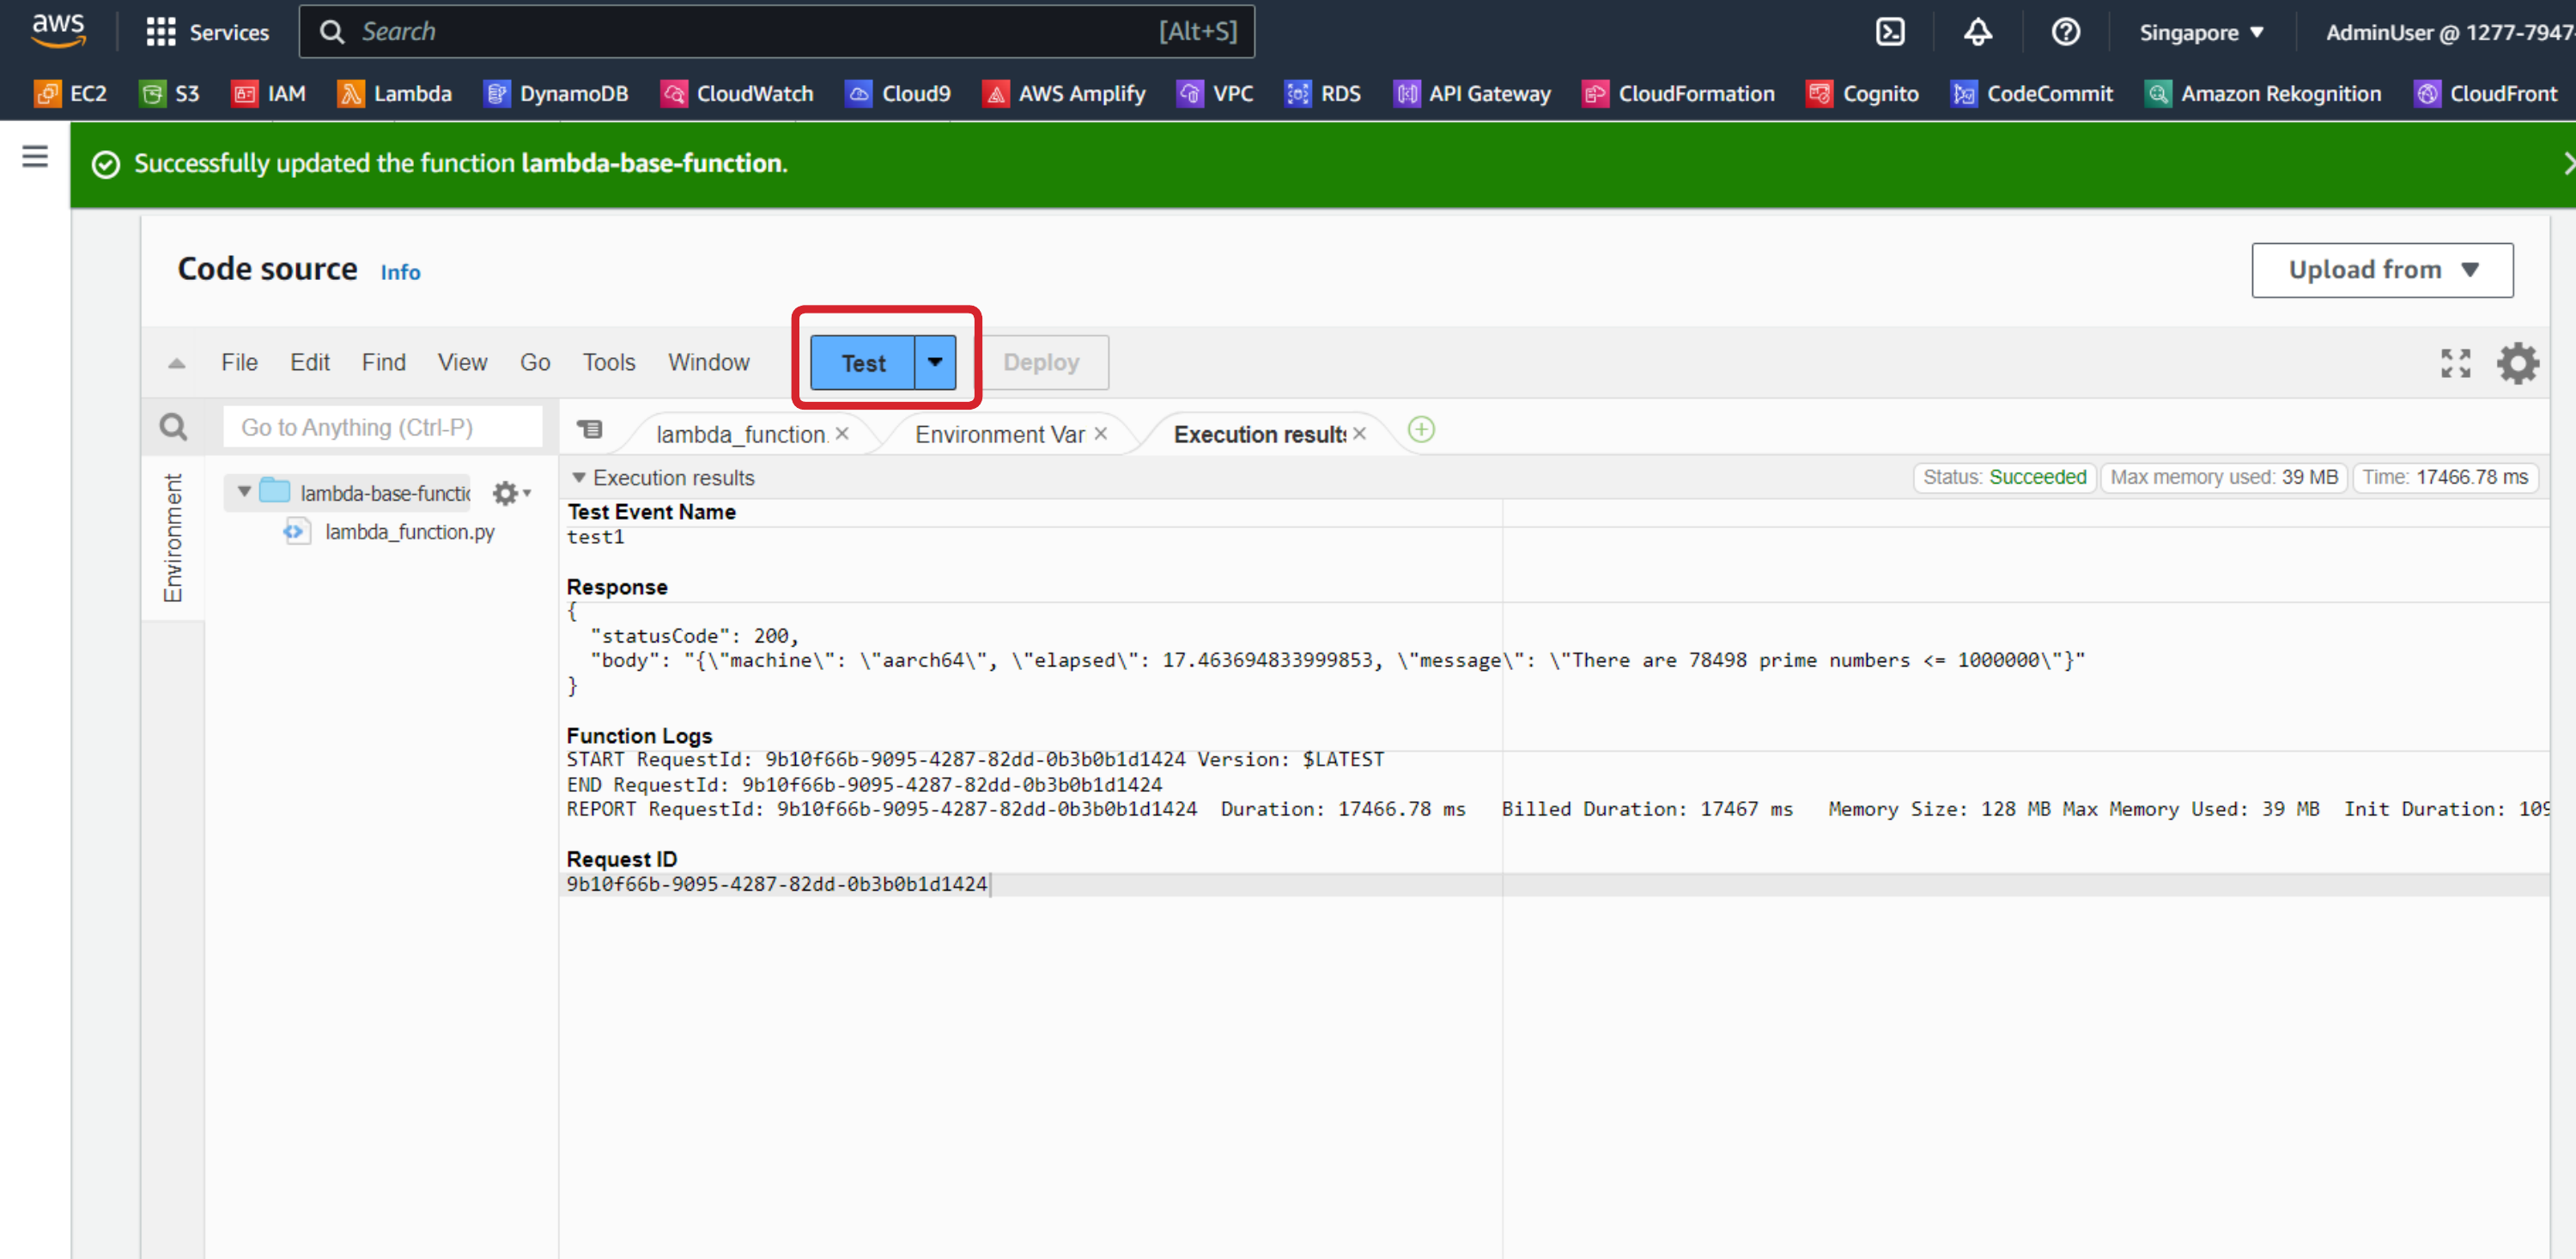 aws Services Search [Alt+S] Singapore AdminUser @ 1277-7947-
EC2 S3 IAM Lambda DynamoDB CloudWatch Cloud9 AWS Amplify VPC RDS API Gateway CloudFormation Cognito CodeCommit Amazon Rekognition CloudFront
Successfully updated the function lambda-base-function.
Code source Info
Upload from
File Edit Find View Go Tools Window Test Deploy
Go to Anything (Ctrl-P)
lambda_function. Environment Var Execution results
Environment
lambda-base-functic
lambda_function.py
Execution results
Status: Succeeded Max memory used: 39 MB Time: 17466.78 ms
Test Event Name
test1
Response
{
"statusCode": 200,
"body": "{\"machine\": \"aarch64\", \"elapsed\": 17.463694833999853, \"message\": \"There are 78498 prime numbers <= 1000000\"}"
}
Function Logs
START RequestId: 9b10f66b-9095-4287-82dd-0b3b0b1d1424 Version: $LATEST
END RequestId: 9b10f66b-9095-4287-82dd-0b3b0b1d1424
REPORT RequestId: 9b10f66b-9095-4287-82dd-0b3b0b1d1424 Duration: 17466.78 ms Billed Duration: 17467 ms Memory Size: 128 MB Max Memory Used: 39 MB Init Duration: 109
Request ID
9b10f66b-9095-4287-82dd-0b3b0b1d1424